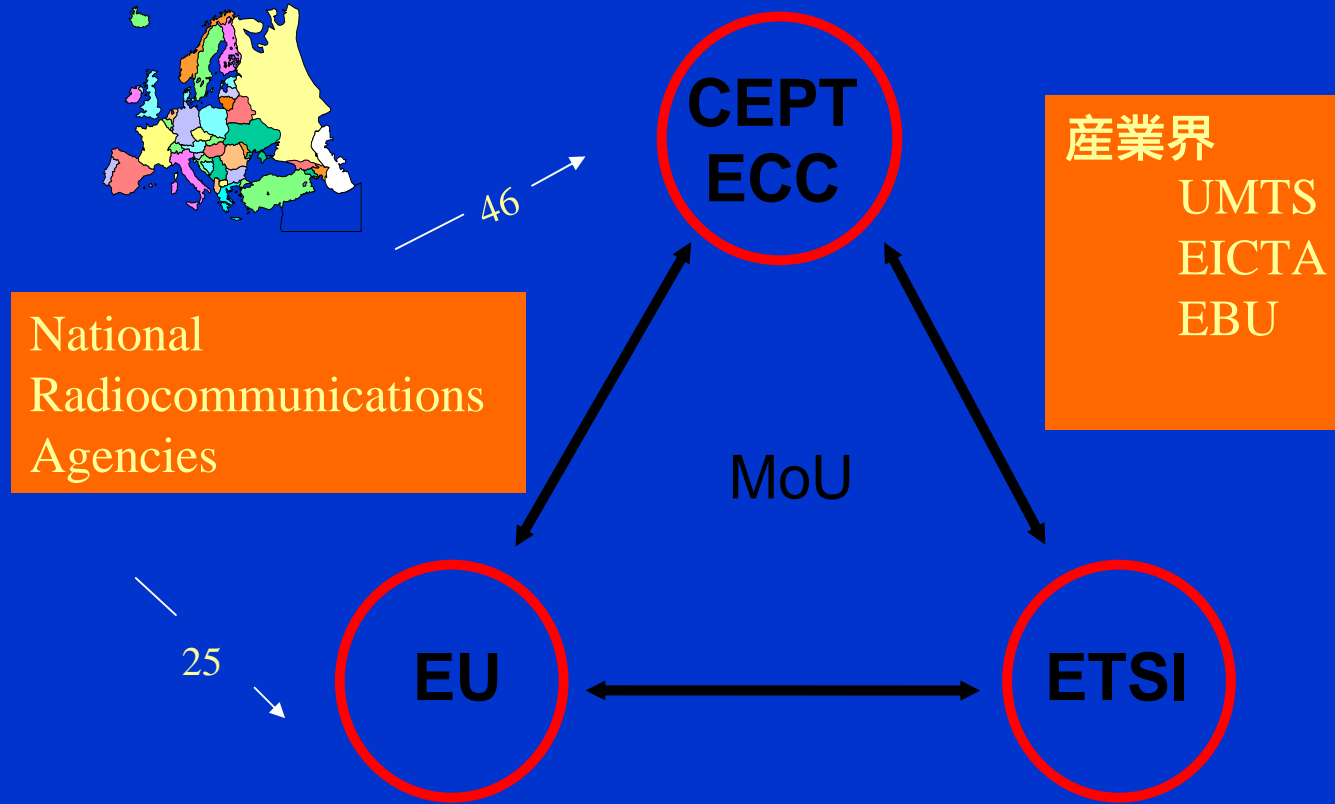 CEPT
ECC
産業界
UMTS
EICTA
EBU
46
National
Radiocommunications
Agencies
MoU
25
EU
ETSI